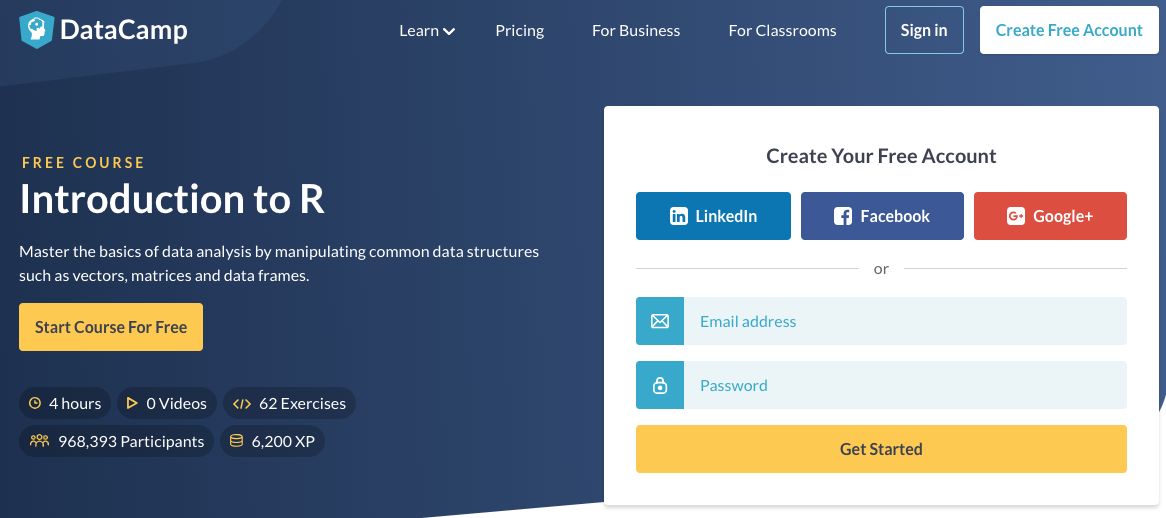 DataCamp
Learn
Pricing
For Business
For Classrooms
Sign in
Create Free Account
FREE COURSE
Introduction to R
Master the basics of data analysis by manipulating common data structures
such as vectors, matrices and data frames.
Start Course For Free
4 hours
0 Videos
62 Exercises
968,393 Participants
6,200 XP
Create Your Free Account
LinkedIn
Facebook
Google+
or
Email address
Password
Get Started